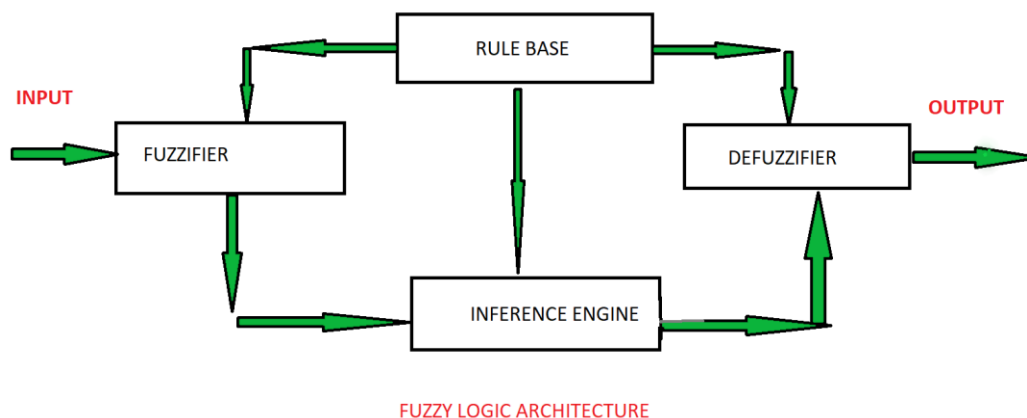 RULE BASE
INPUT
OUTPUT
FUZZIFIER
DEFUZZIFIER
INFERENCE ENGINE
FUZZY LOGIC ARCHITECTURE